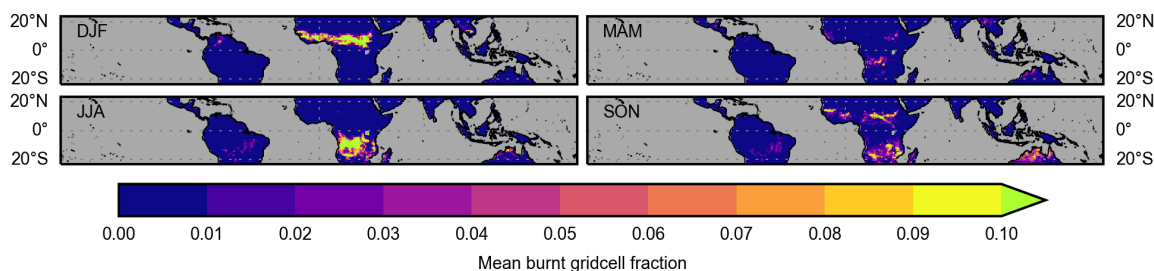 20°N DJF MAM 20°N
0° 0°
20°S 20°S
20°N JJA SON 20°N
0° 0°
20°S 20°S
0.00 0.01 0.02 0.03 0.04 0.05 0.06 0.07 0.08 0.09 0.10
Mean burnt gridcell fraction